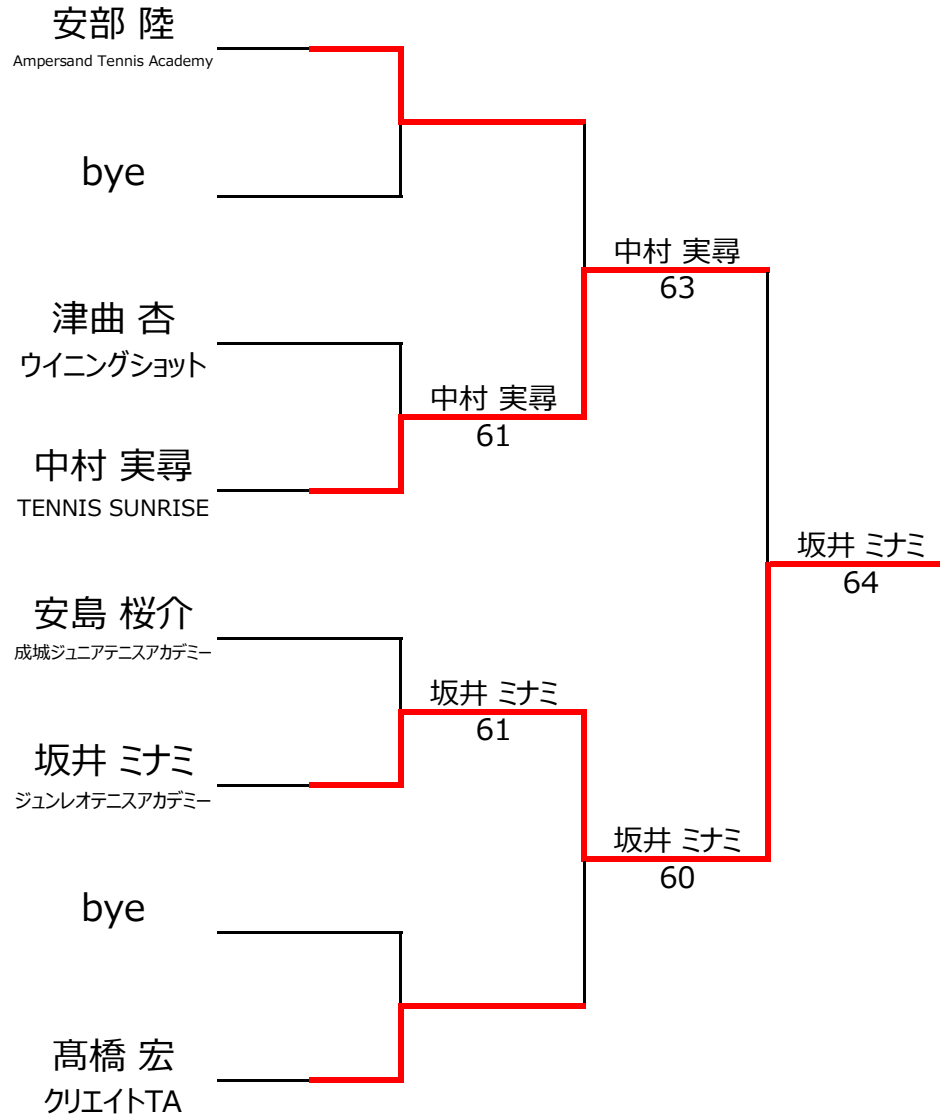 安部 陸
Ampersand Tennis Academy
bye
津曲 杏
ウイニングショット
中村 実尋
TENNIS SUNRISE
安島 桜介
成城ジュニアテニスアカデミー
坂井 ミナミ
ジュンレオテニスアカデミー
bye
髙橋 宏
クリエイトTA
中村 実尋
61
坂井 ミナミ
61
中村 実尋
63
坂井 ミナミ
60
坂井 ミナミ
64